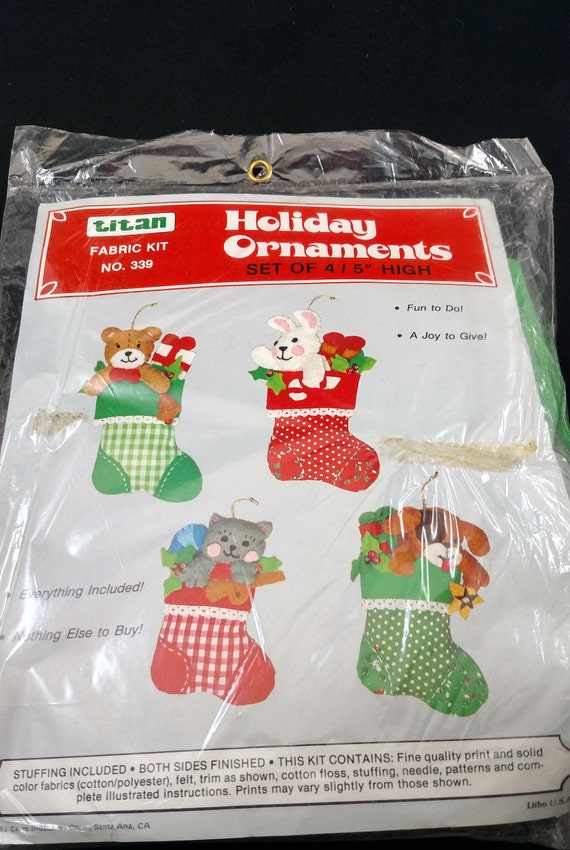 titan
FABRIC KIT
NO. 339
Holiday
Ornaments
SET OF 4 / 5" HIGH
• Fun to Do!
• A Joy to Give!
• Everything Included!
• Nothing Else to Buy!
STUFFING INCLUDED • BOTH SIDES FINISHED • THIS KIT CONTAINS: Fine quality print and solid
color fabrics (cotton/polyester), felt, trim as shown, cotton floss, stuffing, needle, patterns and com-
plete illustrated instructions. Prints may vary slightly from those shown.
Litho U.S.A.
Santa Ana, CA